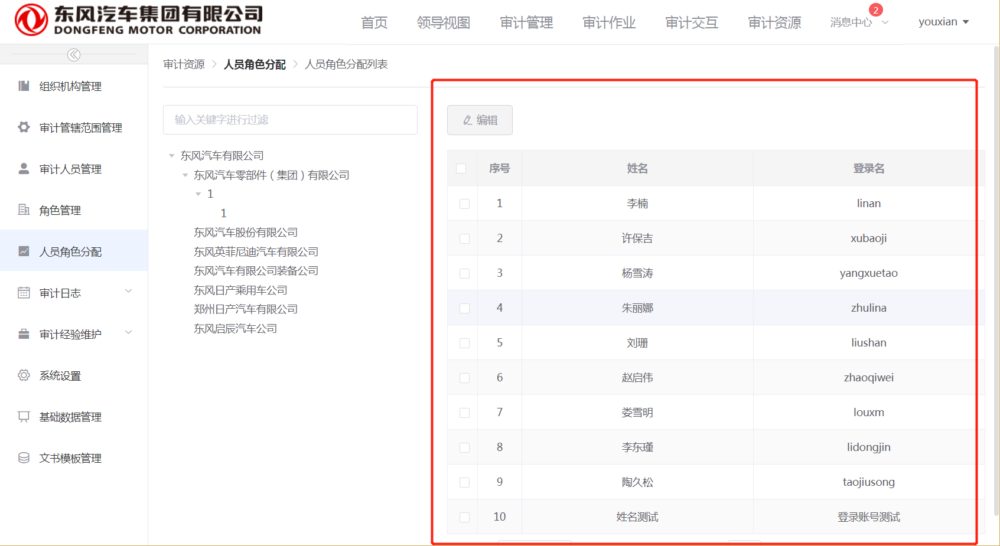 东风汽车集团有限公司
DONGFENG MOTOR CORPORATION
首页 领导视图 审计管理 审计作业 审计交互 审计资源 消息中心 2 youxian
审计资源 > 人员角色分配 > 人员角色分配列表
组织机构管理
审计管辖范围管理
审计人员管理
角色管理
人员角色分配
审计日志
审计经验维护
系统设置
基础数据管理
文书模板管理
输入关键字进行过滤
东风汽车有限公司
东风汽车零部件（集团）有限公司
1
1
东风汽车股份有限公司
东风英菲尼迪汽车有限公司
东风汽车有限公司装备公司
东风日产乘用车公司
郑州日产汽车有限公司
东风启辰汽车公司
编辑
序号 姓名 登录名
1 李楠 linan
2 许保吉 xubaoji
3 杨雪涛 yangxuetao
4 朱丽娜 zhulina
5 刘珊 liushan
6 赵启伟 zhaoqiwei
7 娄雪明 louxm
8 李东瑾 lidongjin
9 陶久松 taojiusong
10 姓名测试 登录账号测试